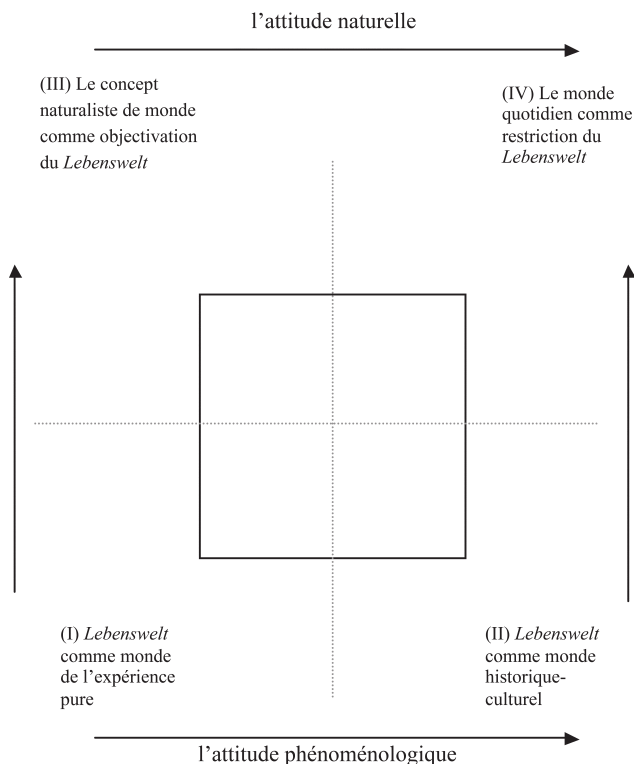 l’attitude naturelle
(III) Le concept
naturaliste de monde
comme objectivation
du Lebenswelt
(IV) Le monde
quotidien comme
restriction du
Lebenswelt
(I) Lebenswelt
comme monde
de l’expérience
pure
(II) Lebenswelt
comme monde
historique-
culturel
l’attitude phénoménologique